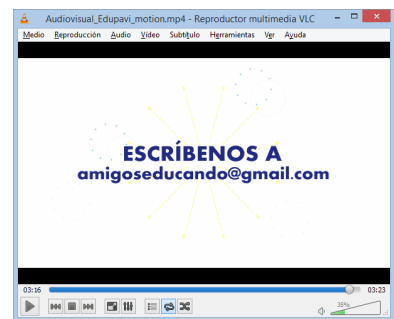 Audiovisual_Edupavi_motion.mp4 - Reproductor multimedia VLC
Medio Reproducción Audio Vídeo Subtítulo Herramientas Ver Ayuda
ESCRÍBENOS A
amigoseducando@gmail.com
03:16 03:23
35%